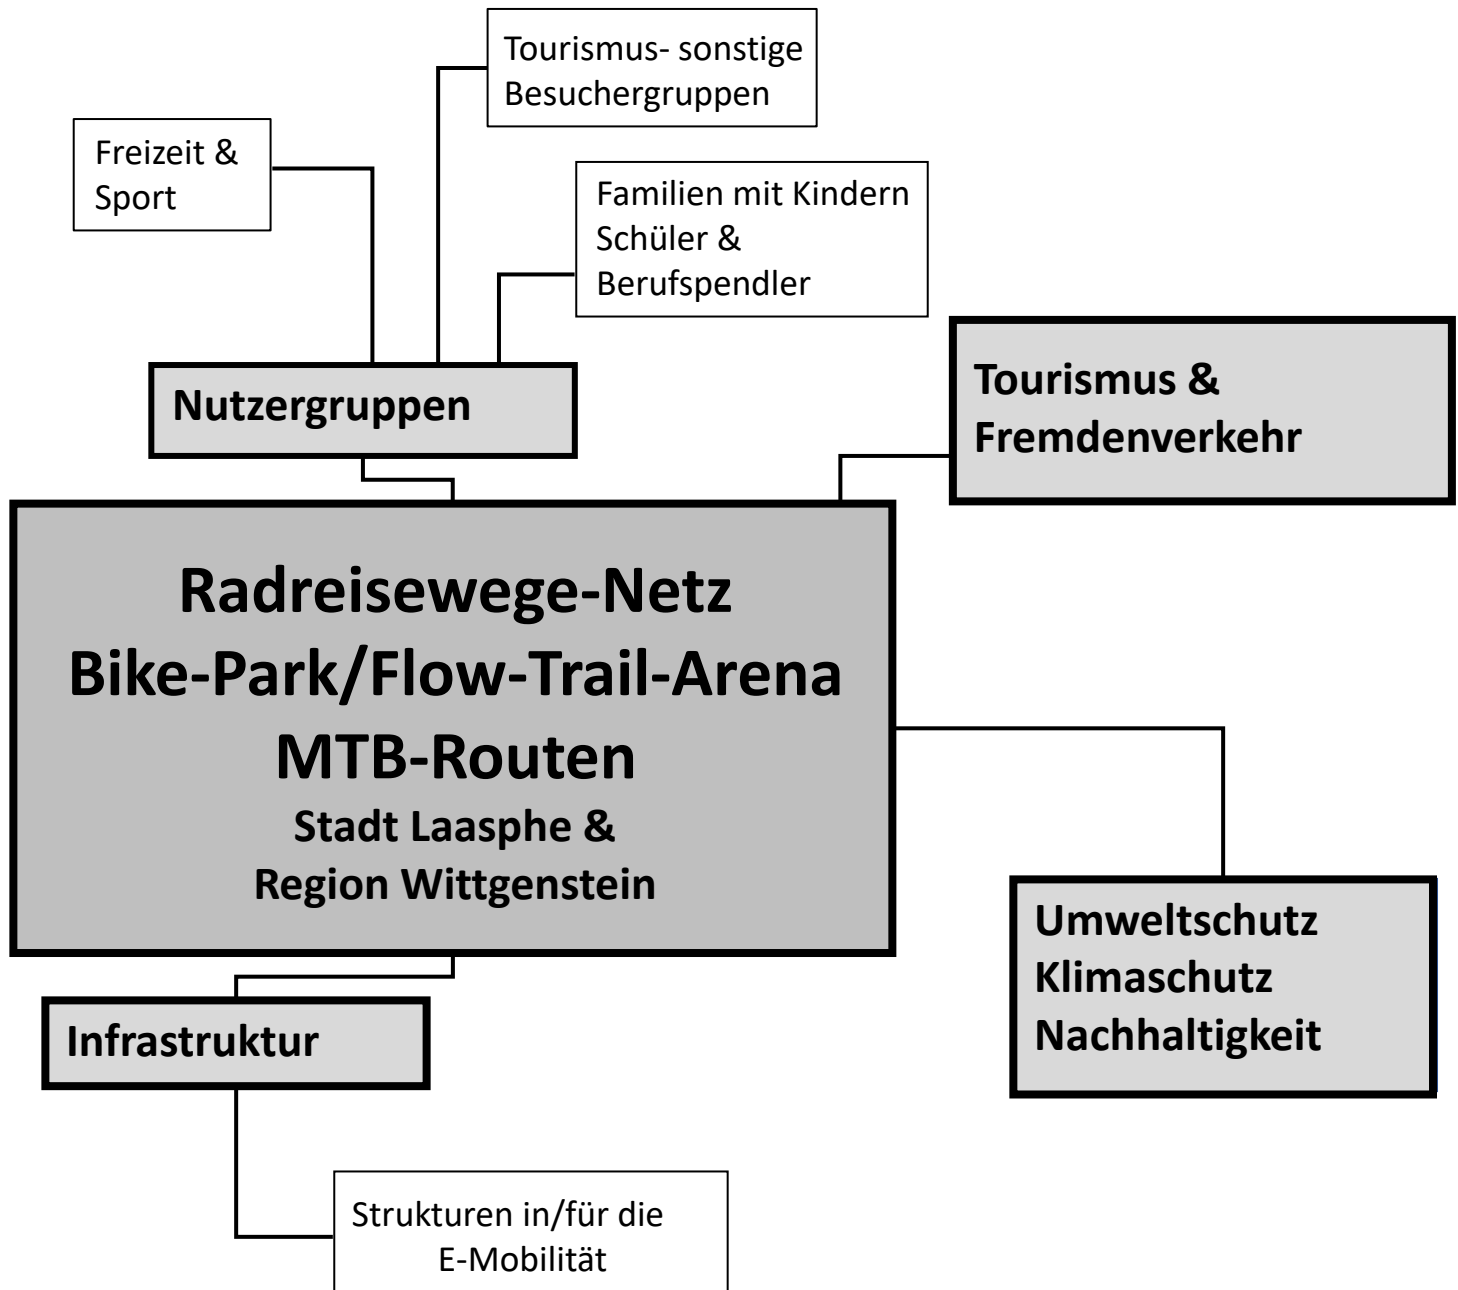 Tourismus- sonstige
Besuchergruppen
Freizeit &
Sport
Familien mit Kindern
Schüler &
Berufspendler
Nutzergruppen
Tourismus &
Fremdenverkehr
Radreisewege-Netz
Bike-Park/Flow-Trail-Arena
MTB-Routen
Stadt Laasphe &
Region Wittgenstein
Umweltschutz
Klimaschutz
Nachhaltigkeit
Infrastruktur
Strukturen in/für die
E-Mobilität